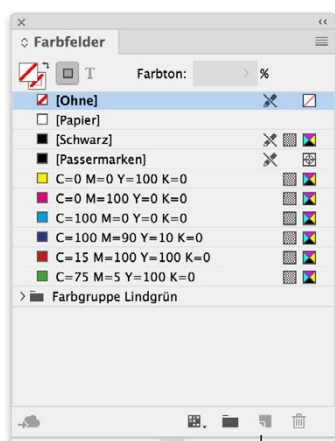 Farbfelder
T Farbton: %
[Ohne]
[Papier]
[Schwarz]
[Passermarken]
C=0 M=0 Y=100 K=0
C=0 M=100 Y=0 K=0
C=100 M=0 Y=0 K=0
C=100 M=90 Y=10 K=0
C=15 M=100 Y=100 K=0
C=75 M=5 Y=100 K=0
Farbgruppe Lindgrün